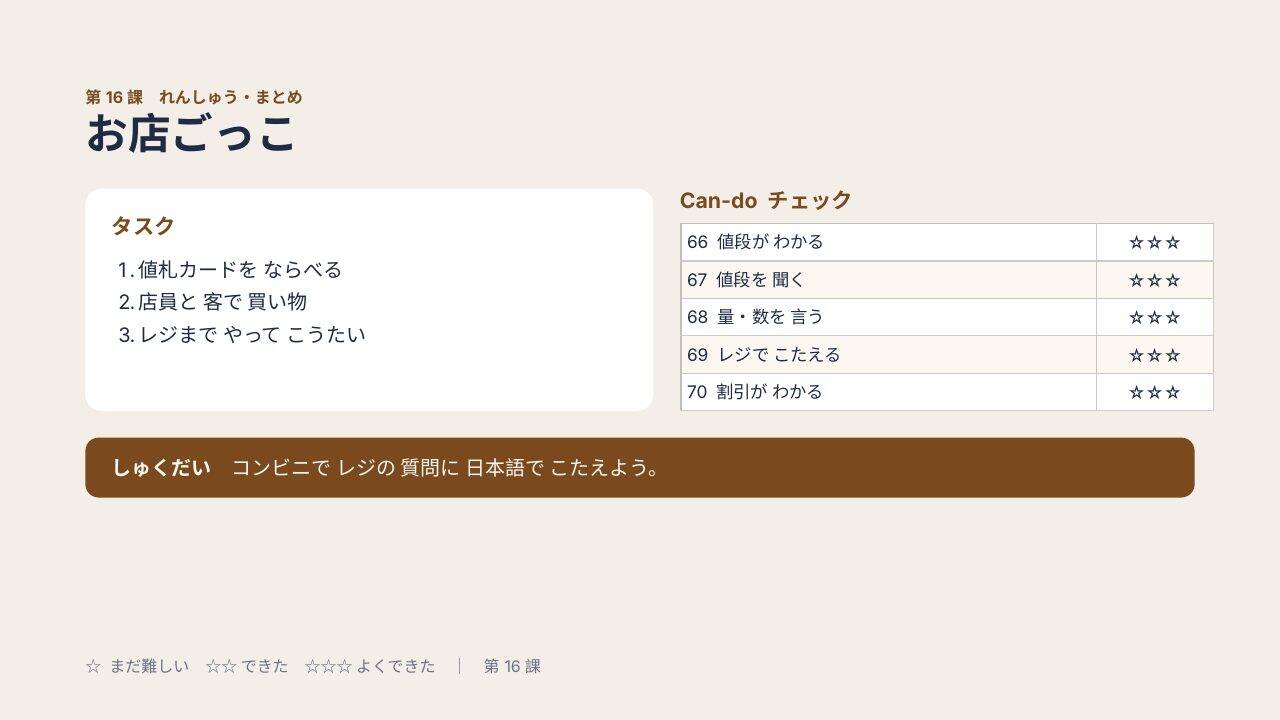 第 16 課　れんしゅう・まとめ
お店ごっこ
タスク
1. 値札カードを ならべる
2. 店員と 客で 買い物
3. レジまで やって こうたい
Can-do チェック
66 値段が わかる ☆☆☆
67 値段を 聞く ☆☆☆
68 量・数を 言う ☆☆☆
69 レジで こたえる ☆☆☆
70 割引が わかる ☆☆☆
しゅくだい　コンビニで レジの 質問に 日本語で こたえよう。
☆ まだ難しい　☆☆ できた　☆☆☆ よくできた　｜　第 16 課